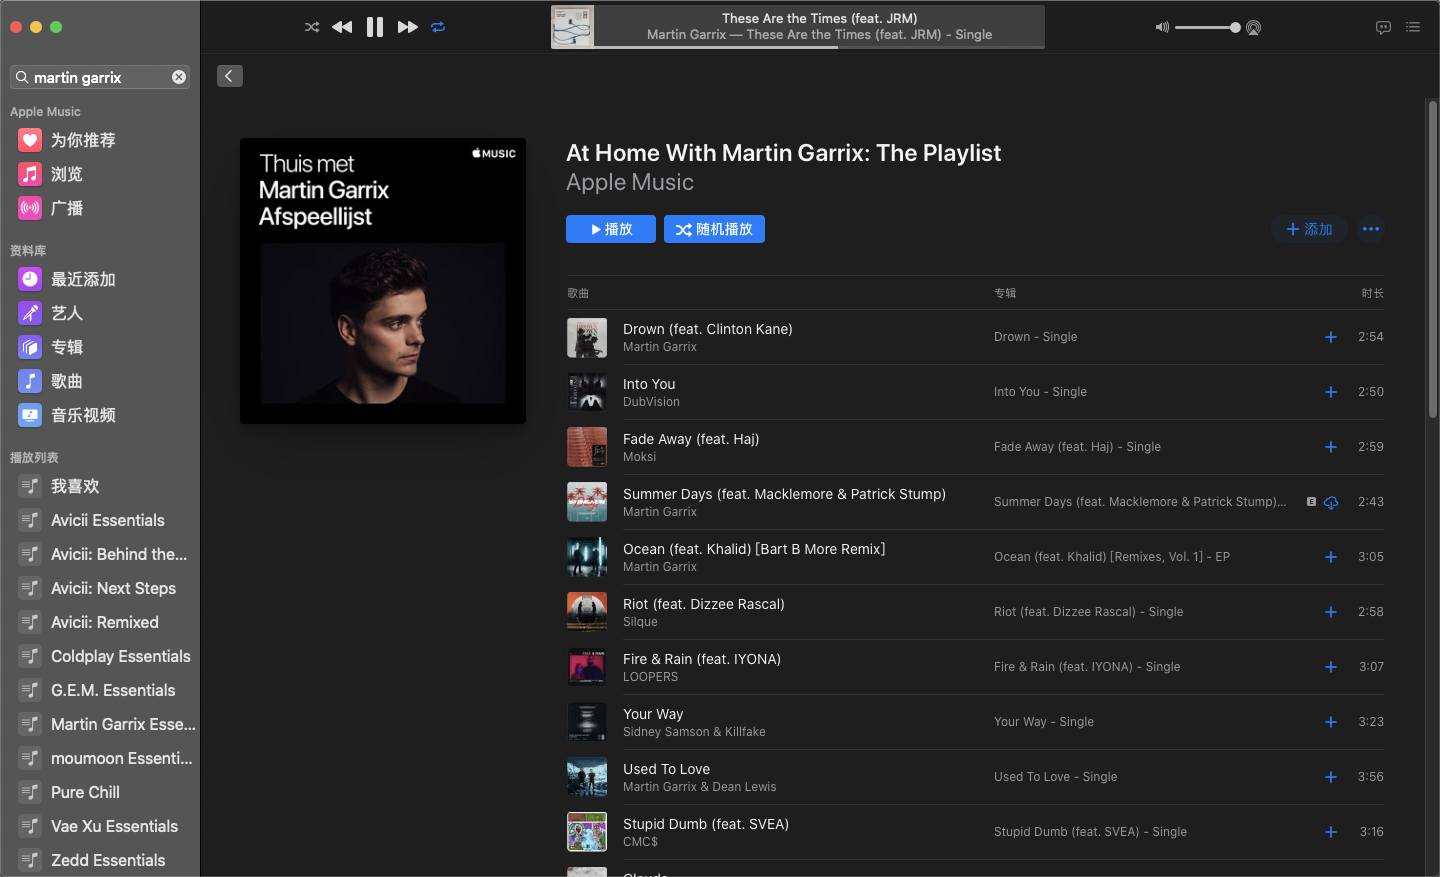 These Are the Times (feat. JRM)
Martin Garrix — These Are the Times (feat. JRM) - Single
martin garrix
Apple Music
为你推荐
浏览
广播
资料库
最近添加
艺人
专辑
歌曲
音乐视频
播放列表
我喜欢
Avicii Essentials
Avicii: Behind the...
Avicii: Next Steps
Avicii: Remixed
Coldplay Essentials
G.E.M. Essentials
Martin Garrix Esse...
moumoon Essenti...
Pure Chill
Vae Xu Essentials
Zedd Essentials
MUSIC
Thuis met
Martin Garrix
Afspeellijst
At Home With Martin Garrix: The Playlist
Apple Music
播放
随机播放
添加
歌曲 专辑 时长
Drown (feat. Clinton Kane)
Martin Garrix
Drown - Single 2:54
Into You
DubVision
Into You - Single 2:50
Fade Away (feat. Haj)
Moksi
Fade Away (feat. Haj) - Single 2:59
Summer Days (feat. Macklemore & Patrick Stump)
Martin Garrix
Summer Days (feat. Macklemore & Patrick Stump)... E 2:43
Ocean (feat. Khalid) [Bart B More Remix]
Martin Garrix
Ocean (feat. Khalid) [Remixes, Vol. 1] - EP 3:05
Riot (feat. Dizzee Rascal)
Silque
Riot (feat. Dizzee Rascal) - Single 2:58
Fire & Rain (feat. IYONA)
LOOPERS
Fire & Rain (feat. IYONA) - Single 3:07
Your Way
Sidney Samson & Killfake
Your Way - Single 3:23
Used To Love
Martin Garrix & Dean Lewis
Used To Love - Single 3:56
Stupid Dumb (feat. SVEA)
CMC$
Stupid Dumb (feat. SVEA) - Single 3:16